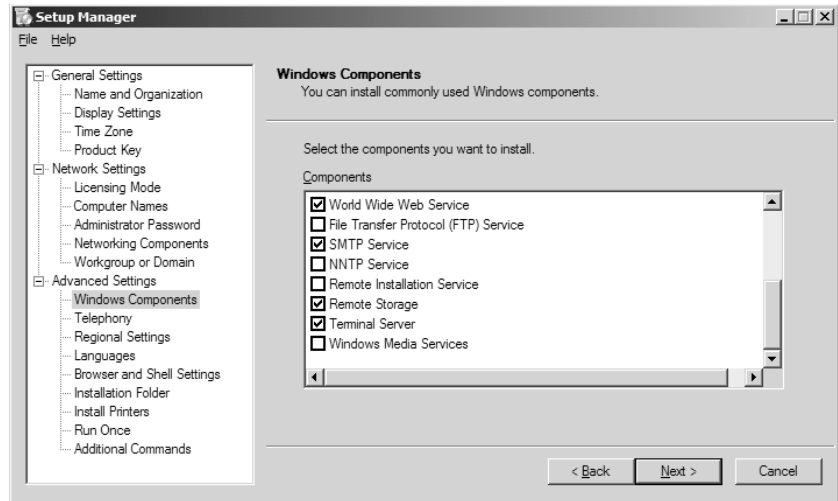 Setup Manager
File Help
General Settings
Name and Organization
Display Settings
Time Zone
Product Key
Network Settings
Licensing Mode
Computer Names
Administrator Password
Networking Components
Workgroup or Domain
Advanced Settings
Windows Components
Telephony
Regional Settings
Languages
Browser and Shell Settings
Installation Folder
Install Printers
Run Once
Additional Commands
Windows Components
You can install commonly used Windows components.
Select the components you want to install.
Components
World Wide Web Service
File Transfer Protocol (FTP) Service
SMTP Service
NNTP Service
Remote Installation Service
Remote Storage
Terminal Server
Windows Media Services
< Back Next > Cancel